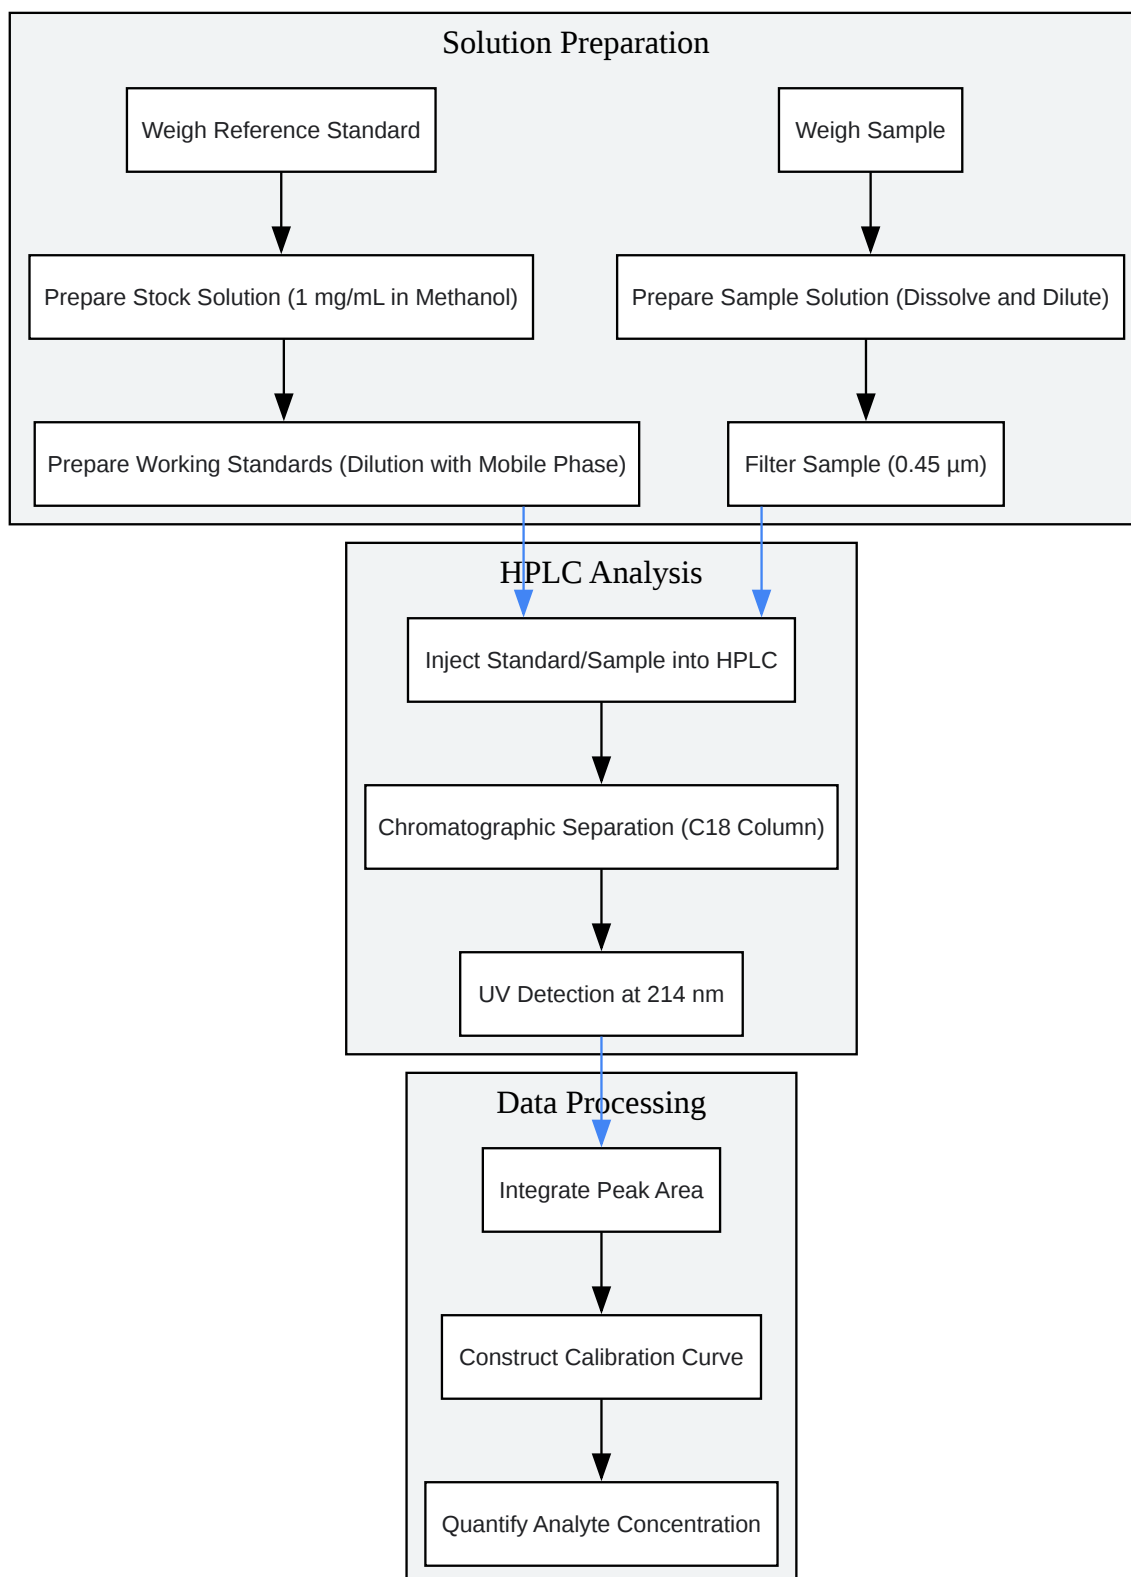 Solution Preparation
Weigh Reference Standard
Weigh Sample
Prepare Stock Solution (1 mg/mL in Methanol)
Prepare Sample Solution (Dissolve and Dilute)
Prepare Working Standards (Dilution with Mobile Phase)
Filter Sample (0.45 µm)
HPLC Analysis
Inject Standard/Sample into HPLC
Chromatographic Separation (C18 Column)
UV Detection at 214 nm
Data Processing
Integrate Peak Area
Construct Calibration Curve
Quantify Analyte Concentration